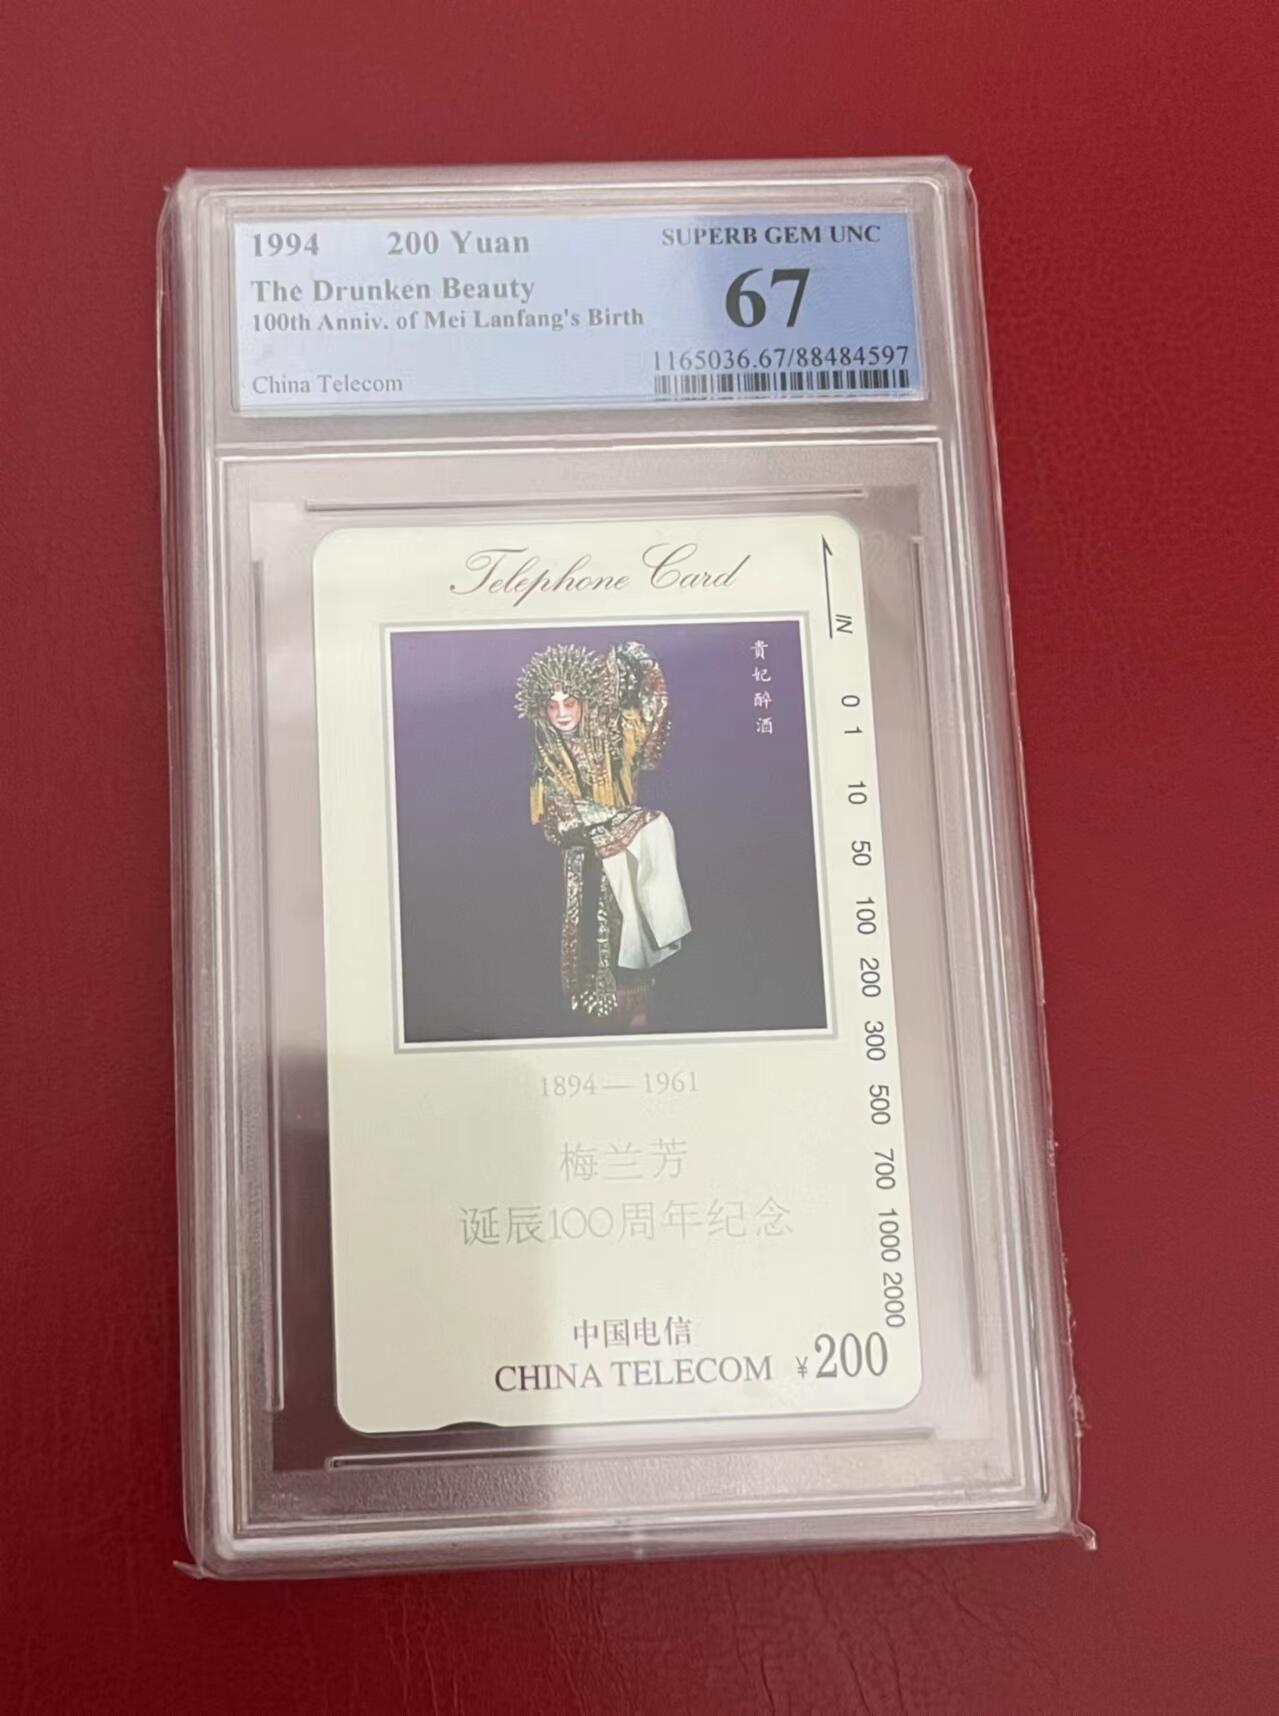 1994 200 Yuan SUPERB GEM UNC
The Drunken Beauty 67
100th Anniv. of Mei Lanfang's Birth
1165036.67/88484597
China Telecom
Telephone Card
IN
貴妃醉酒
0 1 10 50 100 200 300 500 700 1000 2000
1894—1961
梅兰芳
诞辰100周年纪念
中国电信
CHINA TELECOM ¥200